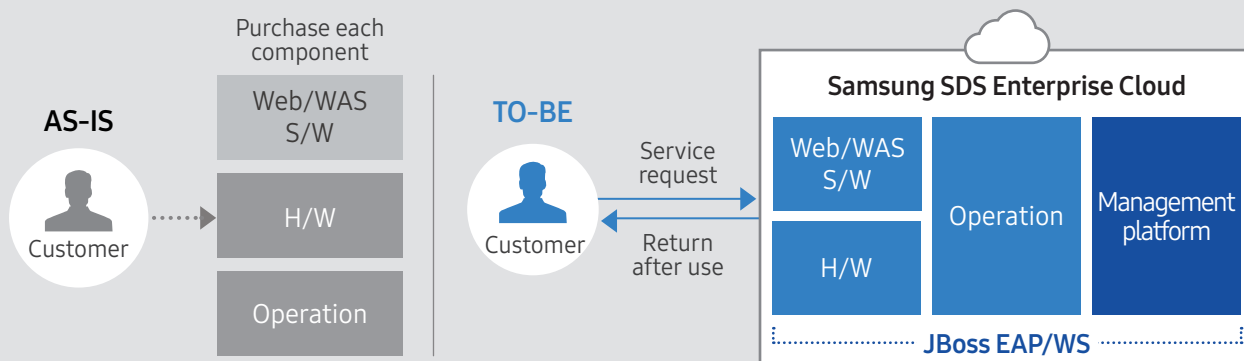 AS-IS
Customer
Purchase each
component
Web/WAS
S/W
H/W
Operation
TO-BE
Customer
Service
request
Return
after use
Samsung SDS Enterprise Cloud
Web/WAS
S/W
H/W
Operation
Management
platform
JBoss EAP/WS